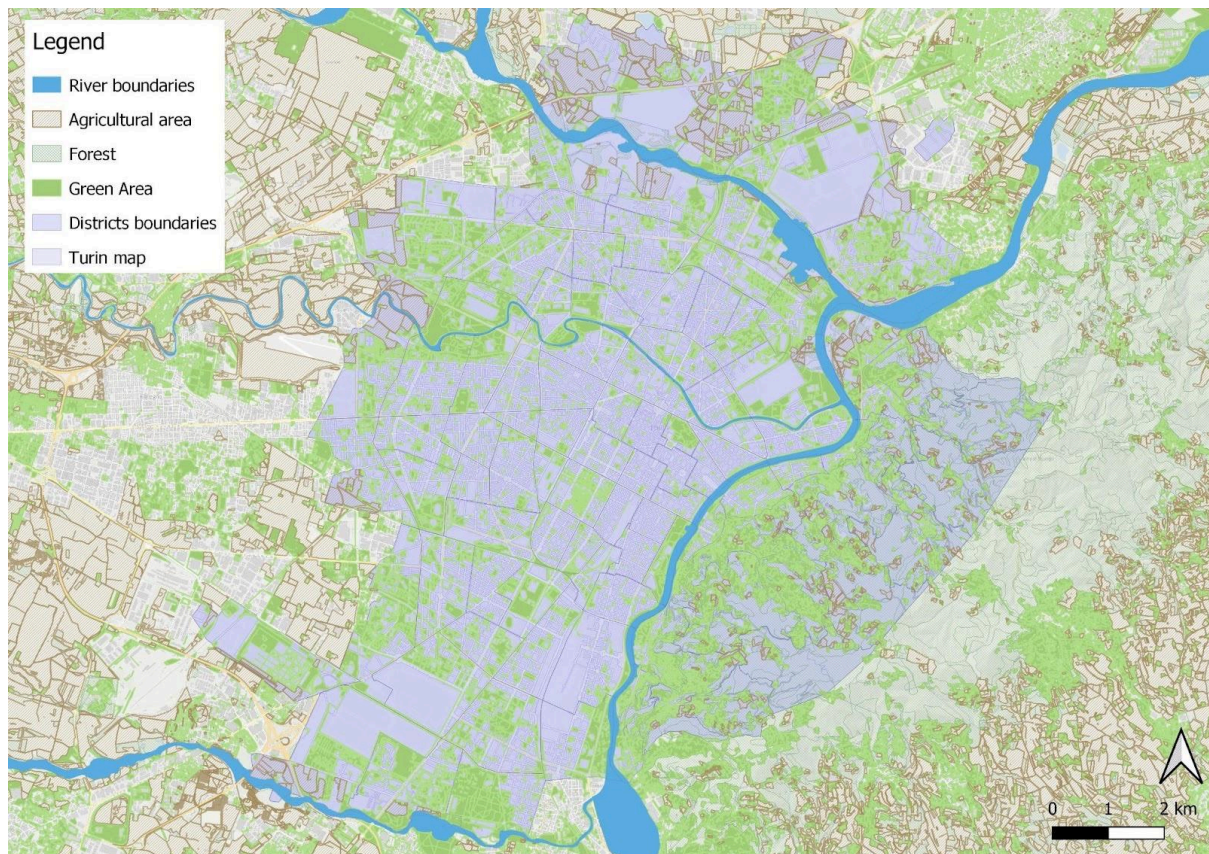 Legend
River boundaries
Agricultural area
Forest
Green Area
Districts boundaries
Turin map
0 1 2 km